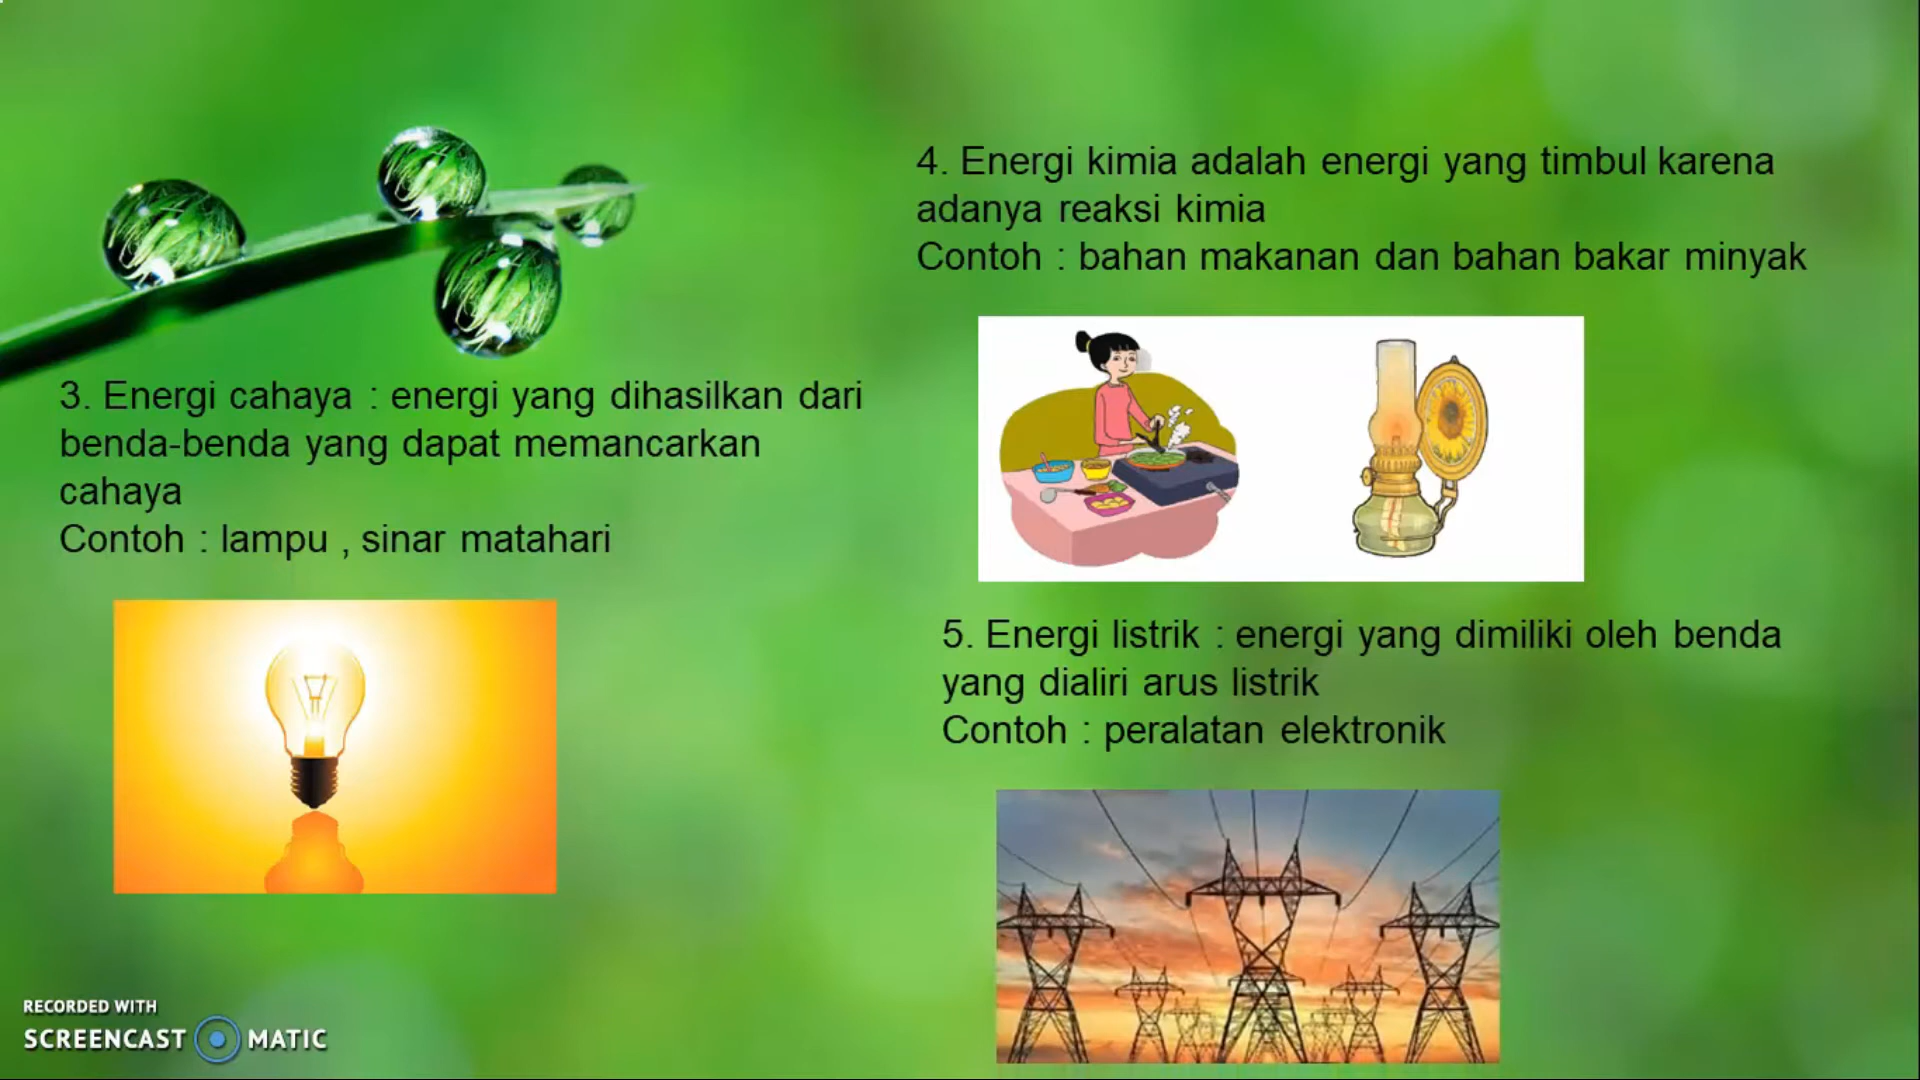 3. Energi cahaya : energi yang dihasilkan dari
benda-benda yang dapat memancarkan
cahaya
Contoh : lampu , sinar matahari
4. Energi kimia adalah energi yang timbul karena
adanya reaksi kimia
Contoh : bahan makanan dan bahan bakar minyak
5. Energi listrik : energi yang dimiliki oleh benda
yang dialiri arus listrik
Contoh : peralatan elektronik
RECORDED WITH
SCREENCAST MATIC